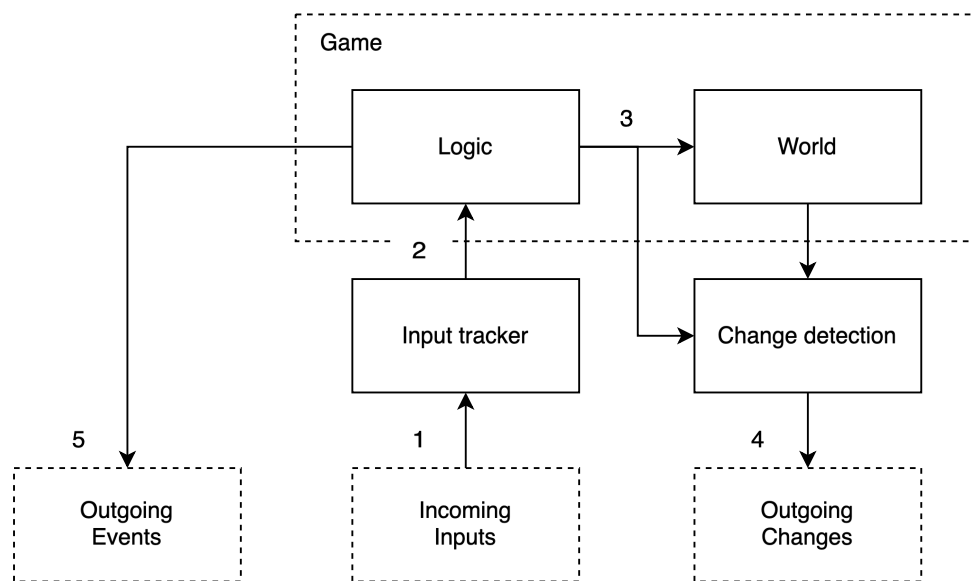 Game
Logic
3
World
2
Input tracker
Change detection
5
1
4
Outgoing
Events
Incoming
Inputs
Outgoing
Changes